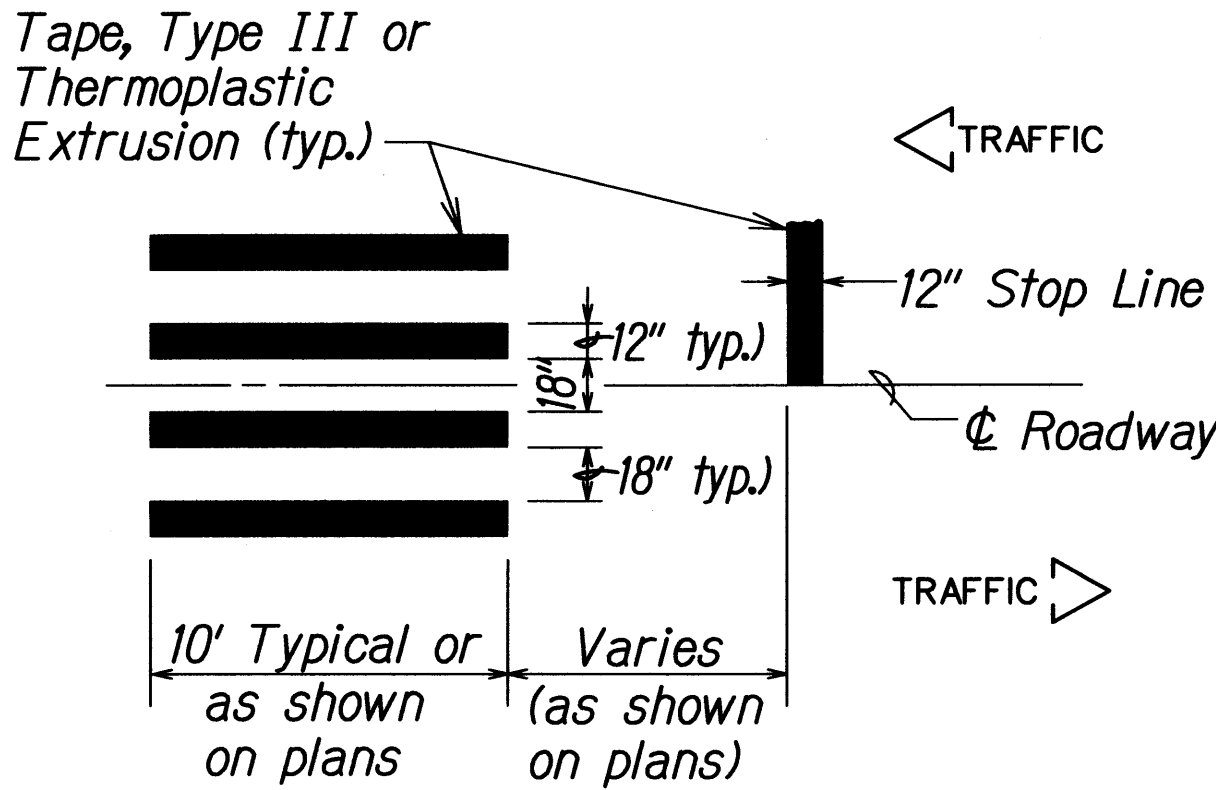 Tape, Type III or
Thermoplastic
Extrusion (typ.)
TRAFFIC
12" Stop Line
12" typ.)
18"
℄ Roadway
18" typ.)
TRAFFIC
10' Typical or
as shown
on plans
Varies
(as shown
on plans)